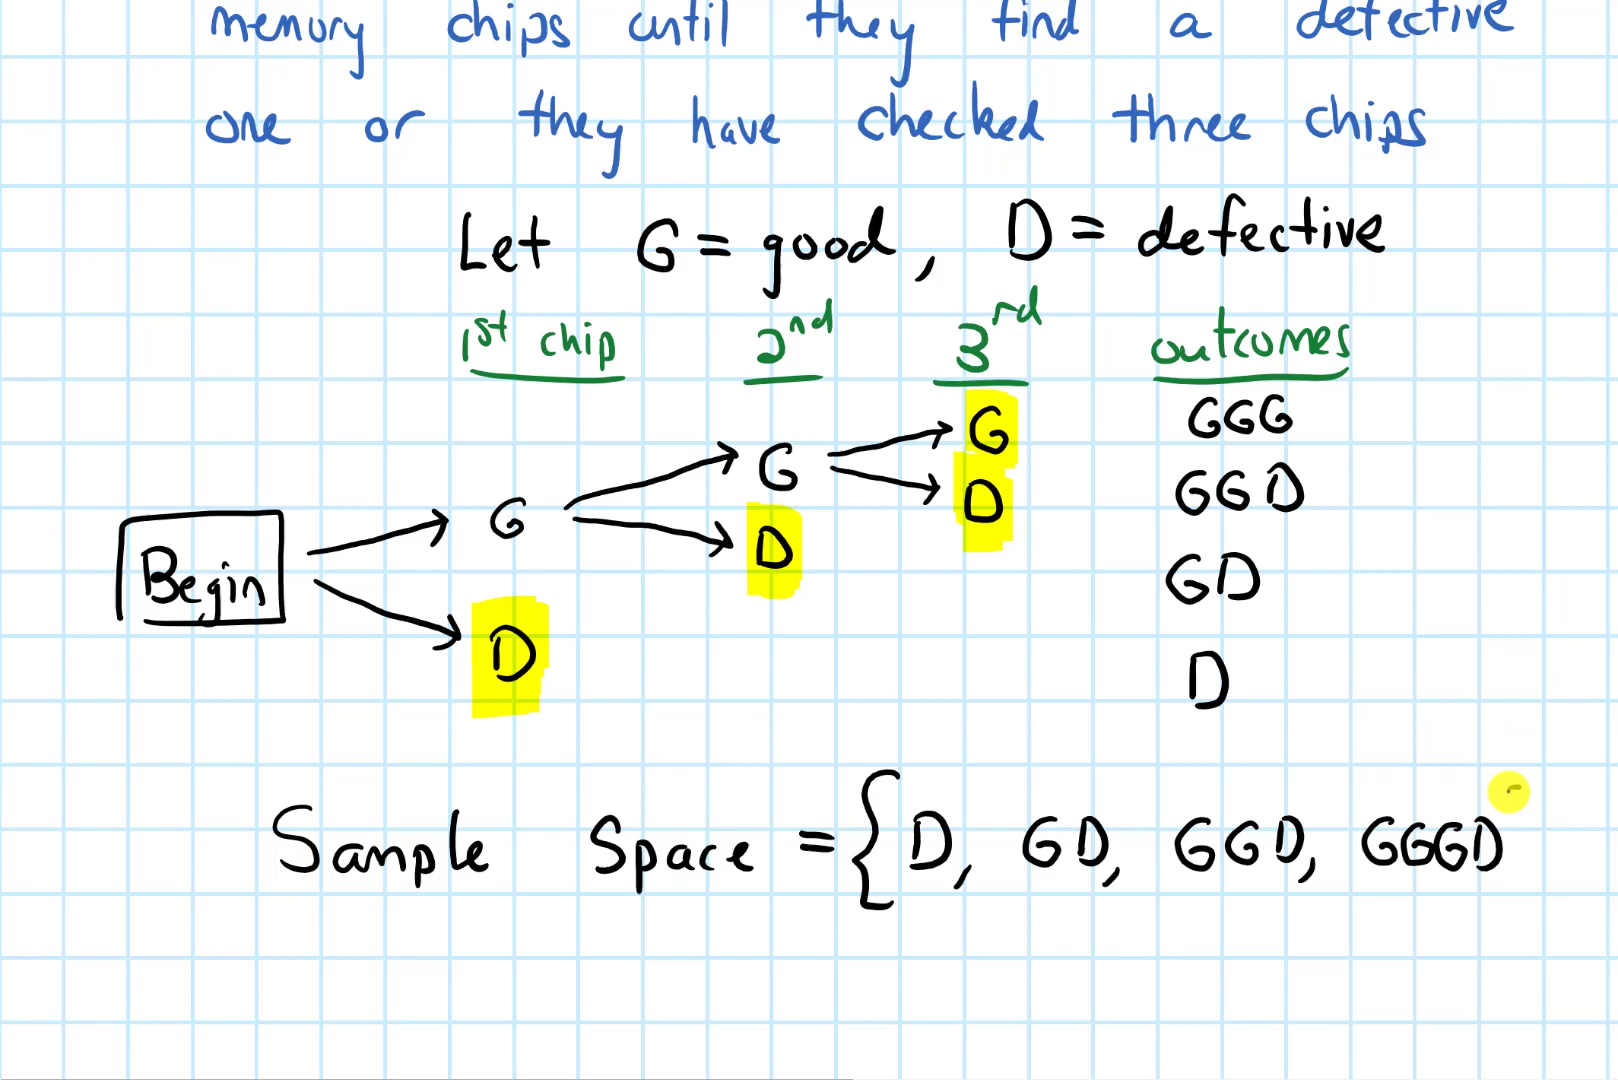 memory chips until they find a defective
one or they have checked three chips
Let G = good, D = defective
1st chip 2nd 3rd outcomes
G GGG
G
D GGD
G
D GD
Begin
D D
Sample Space = { D, GD, GGD, GGGD